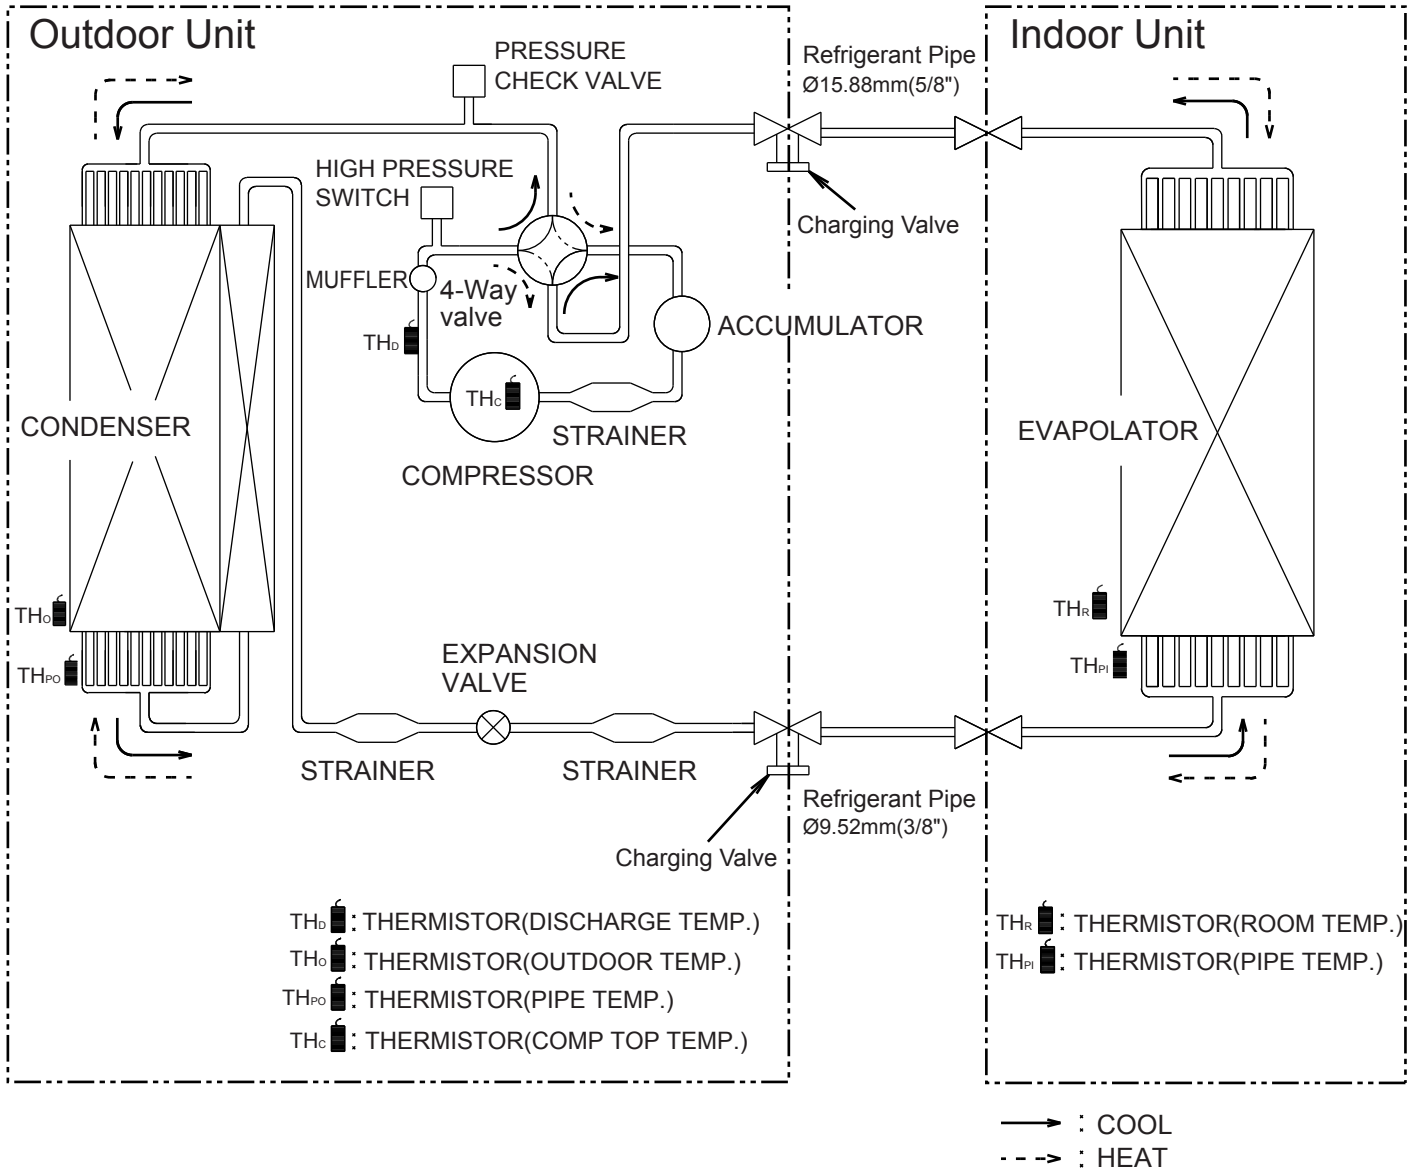 Outdoor Unit
Indoor Unit
PRESSURE
CHECK VALVE
Refrigerant Pipe
Ø15.88mm(5/8")
HIGH PRESSURE
SWITCH
Charging Valve
MUFFLER
4-Way
valve
THD
ACCUMULATOR
THC
STRAINER
COMPRESSOR
CONDENSER
EVAPOLATOR
THO
THPO
THR
THPI
EXPANSION
VALVE
STRAINER
STRAINER
Refrigerant Pipe
Ø9.52mm(3/8")
Charging Valve
THD : THERMISTOR(DISCHARGE TEMP.)
THO : THERMISTOR(OUTDOOR TEMP.)
THPO : THERMISTOR(PIPE TEMP.)
THC : THERMISTOR(COMP TOP TEMP.)
THR : THERMISTOR(ROOM TEMP.)
THPI : THERMISTOR(PIPE TEMP.)
: COOL
: HEAT